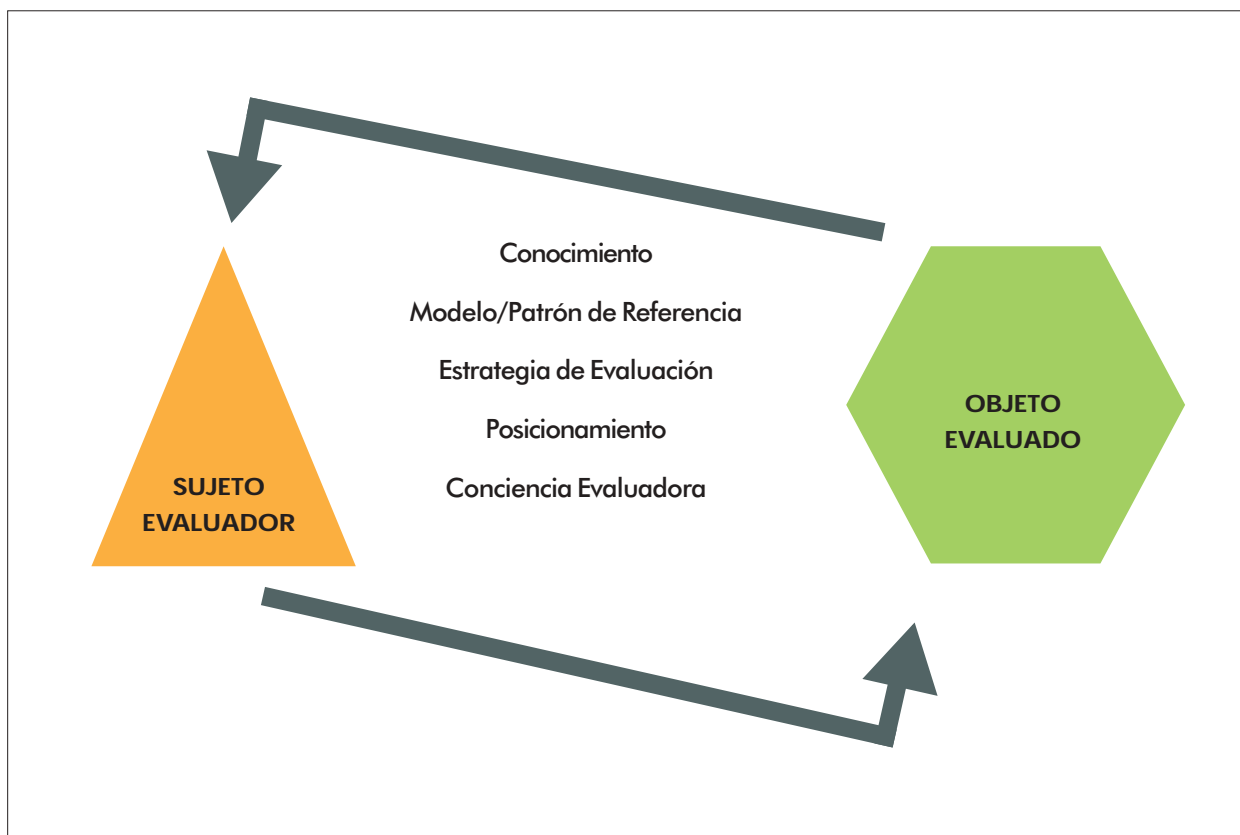 Conocimiento
Modelo/Patrón de Referencia
Estrategia de Evaluación
Posicionamiento
Conciencia Evaluadora
SUJETO
EVALUADOR
OBJETO
EVALUADO